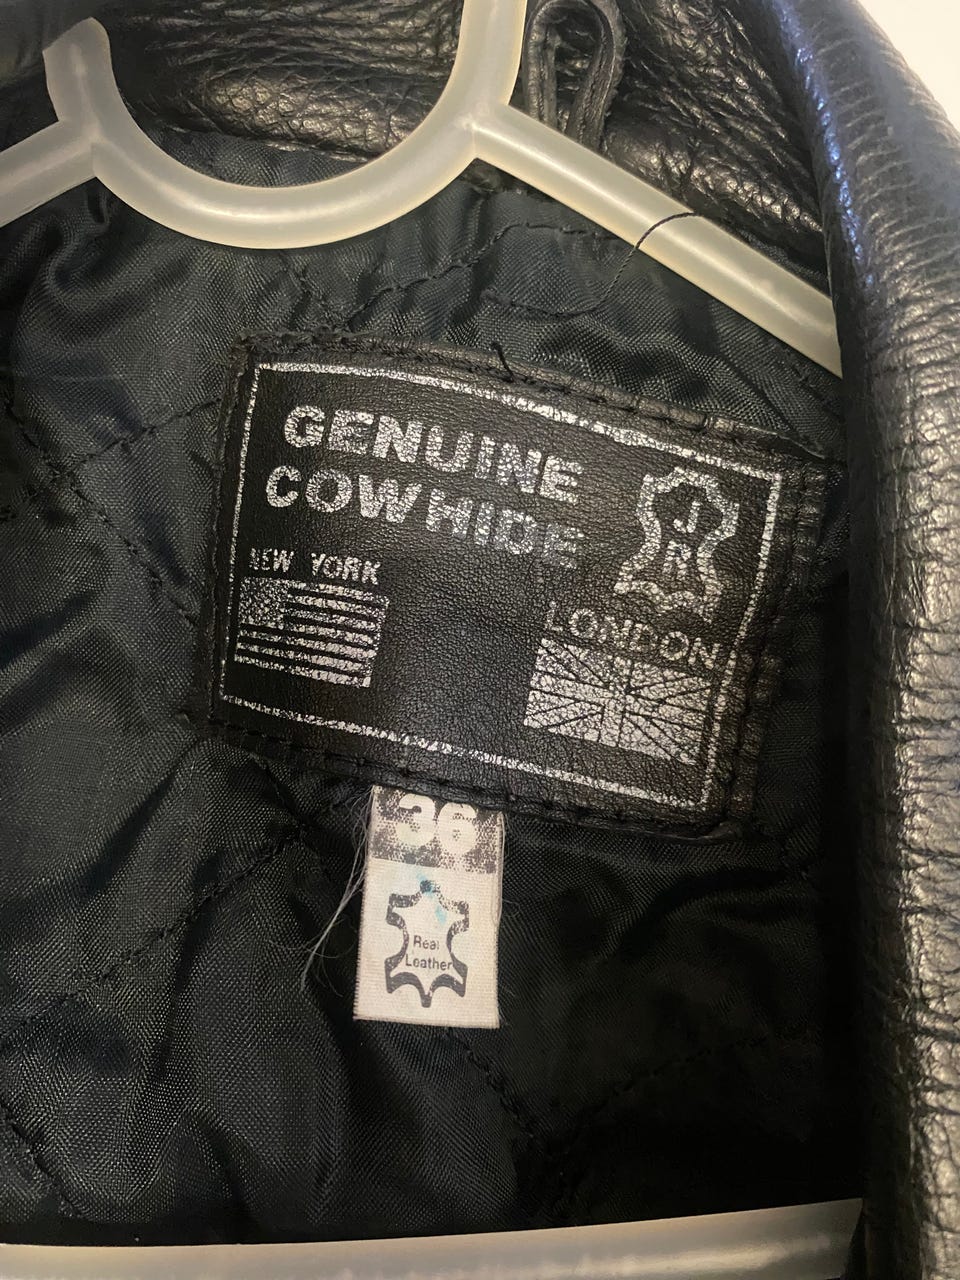 GENUINE
COWHIDE
J
R
NEW YORK
LONDON
36
Real
Leather